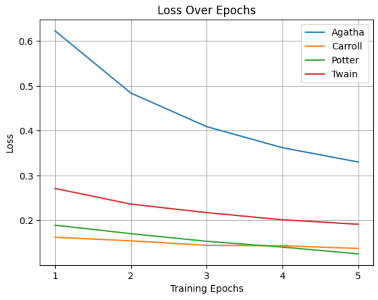 Loss Over Epochs
Agatha
Carroll
Potter
Twain
Loss
0.6
0.5
0.4
0.3
0.2
1 2 3 4 5
Training Epochs